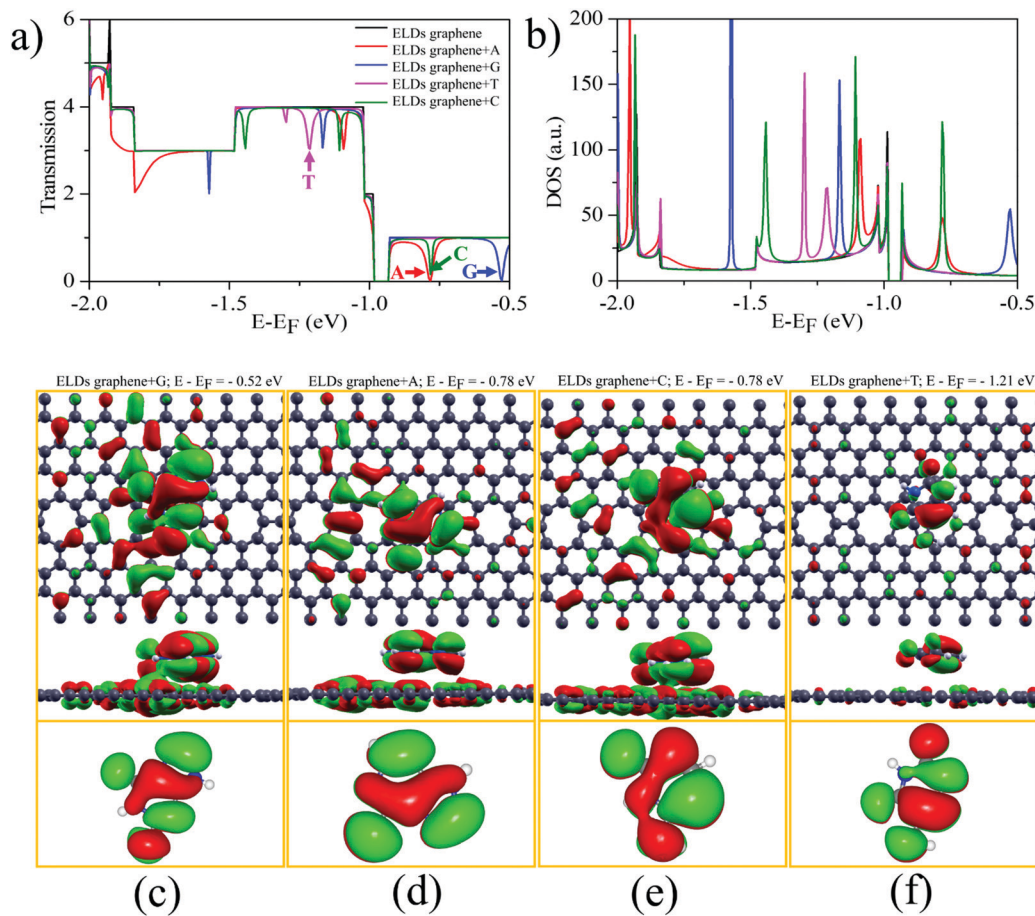 a)
6
4
2
0
Transmission
ELDs graphene
ELDs graphene+A
ELDs graphene+G
ELDs graphene+T
ELDs graphene+C
T
A
C
G
-2.0
-1.5
-1.0
-0.5
E-EF (eV)
b)
200
150
100
50
0
DOS (a.u.)
-2.0
-1.5
-1.0
-0.5
E-EF (eV)
ELDs graphene+G; E - EF = - 0.52 eV
ELDs graphene+A; E - EF = - 0.78 eV
ELDs graphene+C; E - EF = - 0.78 eV
ELDs graphene+T; E - EF = - 1.21 eV
(c)
(d)
(e)
(f)